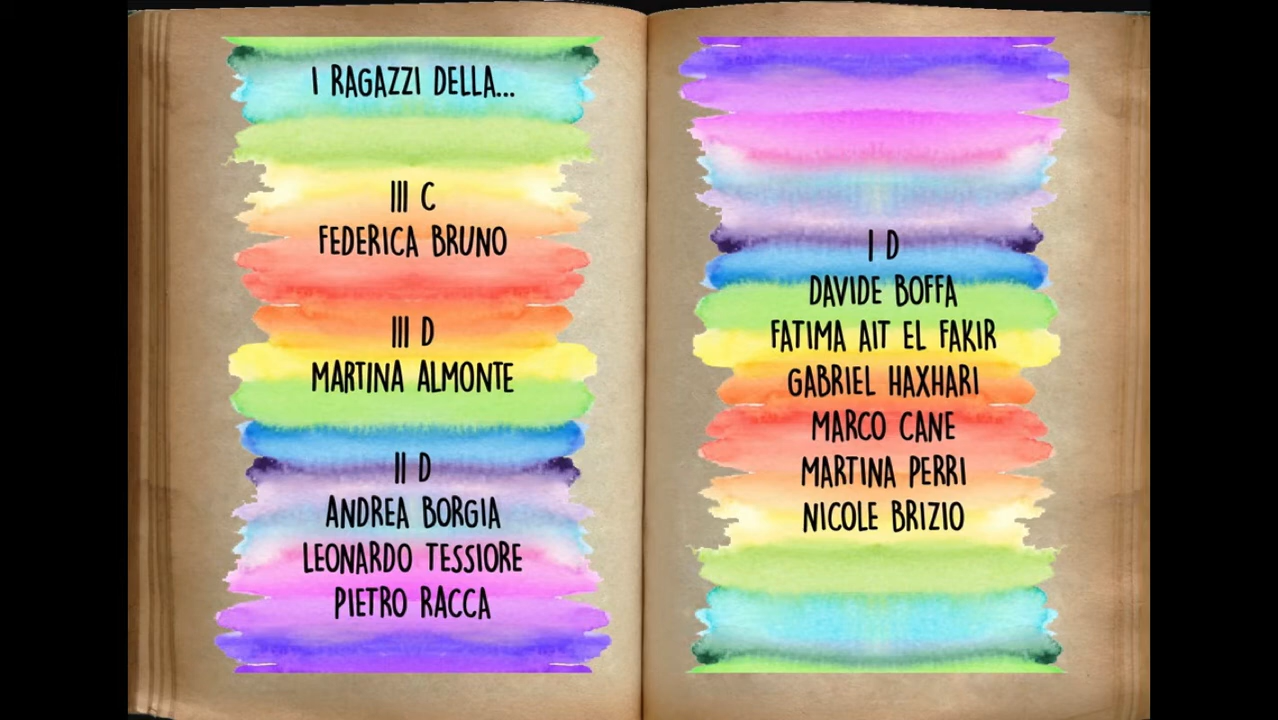 I RAGAZZI DELLA...
III C
FEDERICA BRUNO
III D
MARTINA ALMONTE
II D
ANDREA BORGIA
LEONARDO TESSIORE
PIETRO RACCA
I D
DAVIDE BOFFA
FATIMA AIT EL FAKIR
GABRIEL HAXHARI
MARCO CANE
MARTINA PERRI
NICOLE BRIZIO